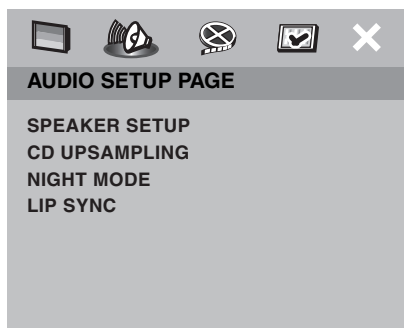 AUDIO SETUP PAGE
SPEAKER SETUP
CD UPSAMPLING
NIGHT MODE
LIP SYNC